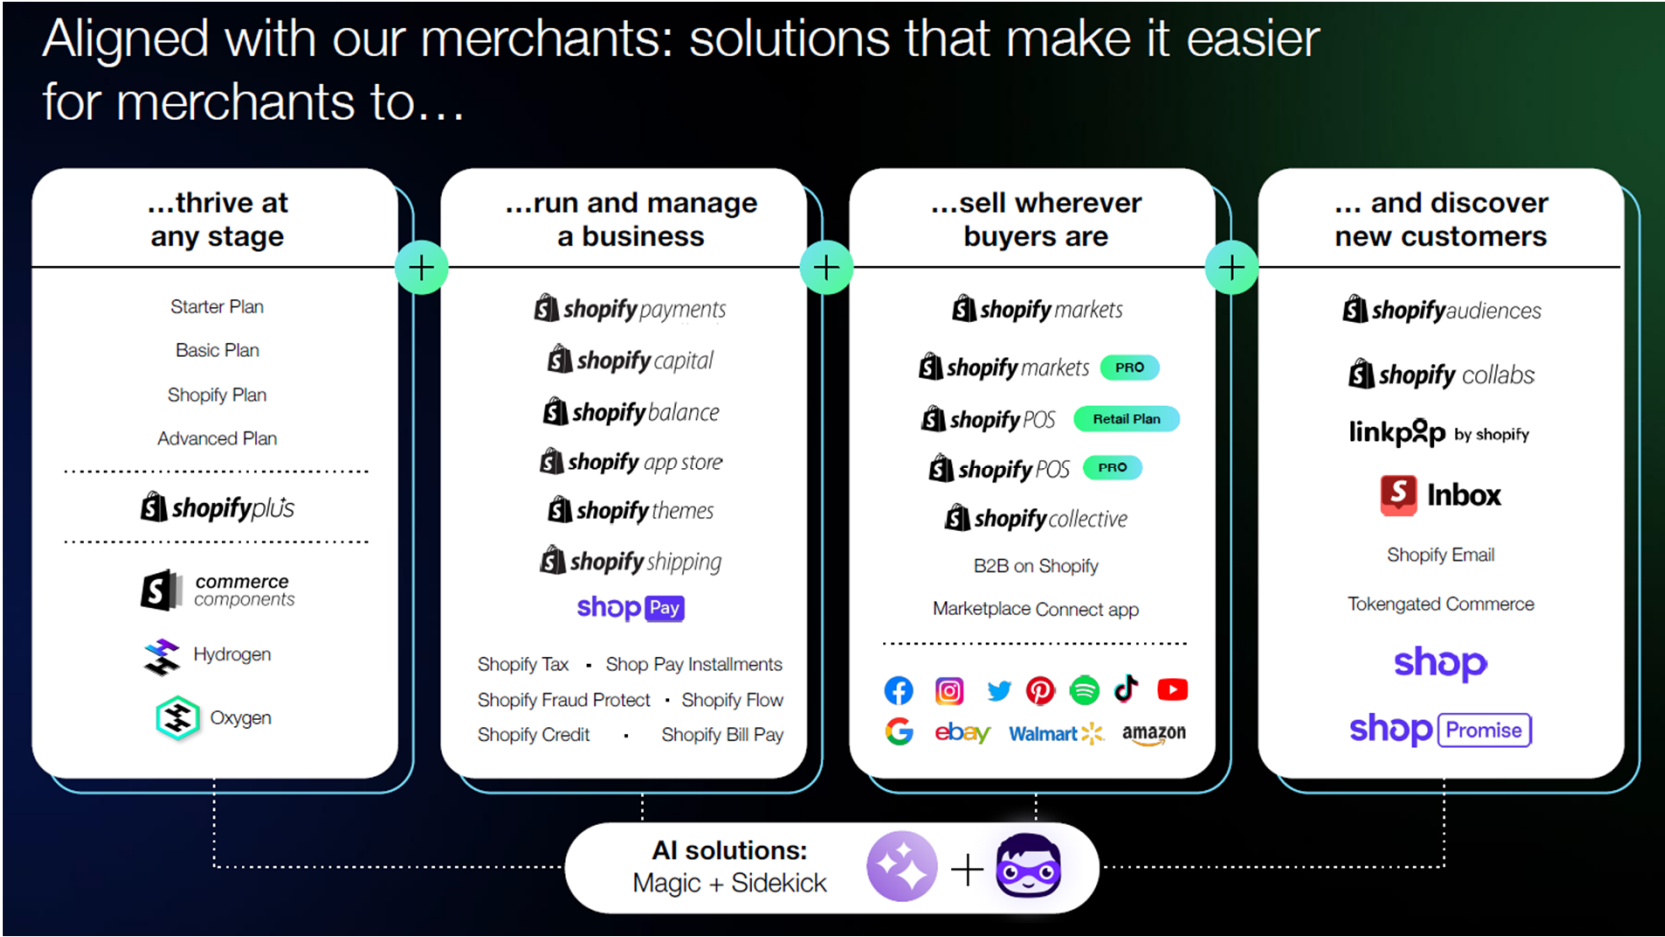 Aligned with our merchants: solutions that make it easier
for merchants to...
...thrive at
any stage
Starter Plan
Basic Plan
Shopify Plan
Advanced Plan
shopifyplus
commerce
components
Hydrogen
Oxygen
...run and manage
a business
shopify payments
shopify capital
shopify balance
shopify app store
shopify themes
shopify shipping
shop Pay
Shopify Tax · Shop Pay Installments
Shopify Fraud Protect · Shopify Flow
Shopify Credit · Shopify Bill Pay
...sell wherever
buyers are
shopify markets
shopify markets PRO
shopify POS Retail Plan
shopify POS PRO
shopify collective
B2B on Shopify
Marketplace Connect app
ebay Walmart amazon
... and discover
new customers
shopify audiences
shopify collabs
linkpop by shopify
Inbox
Shopify Email
Tokengated Commerce
shop
shop Promise
AI solutions:
Magic + Sidekick